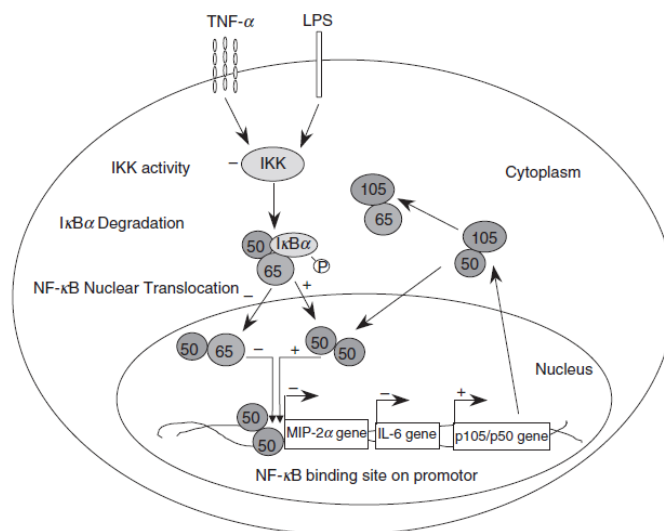 TNF-α LPS
IKK activity
− IKK
Cytoplasm
105
65
IκBα Degradation
105
50
50 IκBα
65
P
NF-κB Nuclear Translocation
− +
50 65
− +
50
50
Nucleus
− − +
50
50
MIP-2α gene IL-6 gene p105/p50 gene
NF-κB binding site on promotor